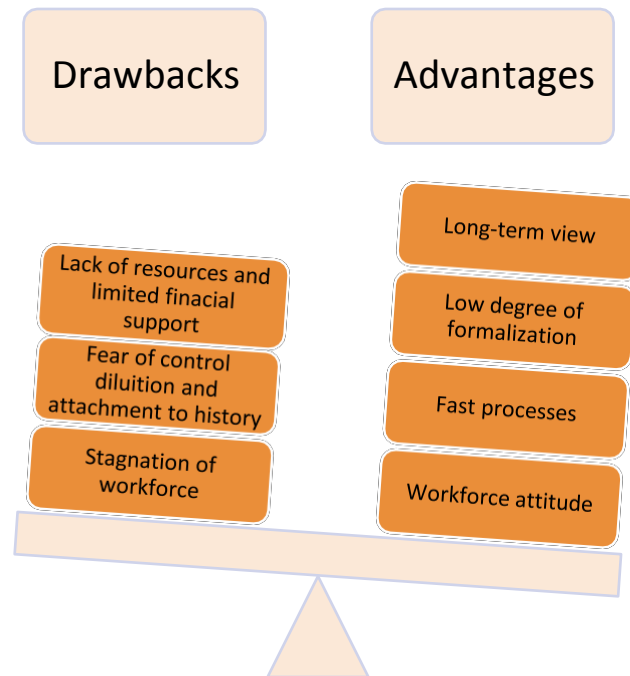 Drawbacks
Advantages
Lack of resources and
limited finacial
support
Fear of control
diluition and
attachment to history
Stagnation of
workforce
Long-term view
Low degree of
formalization
Fast processes
Workforce attitude